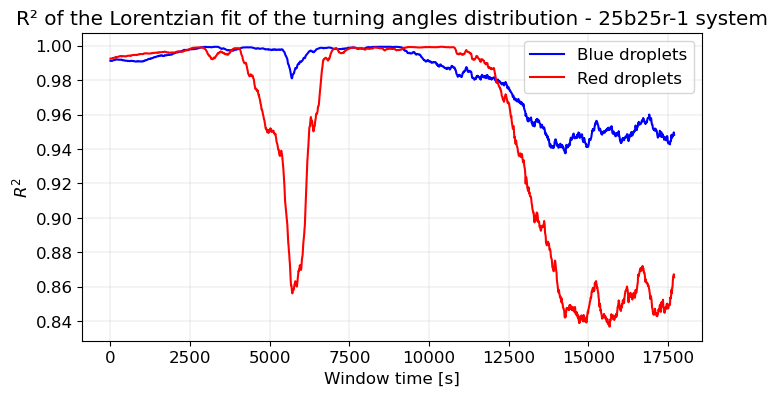 R² of the Lorentzian fit of the turning angles distribution - 25b25r-1 system
Blue droplets
Red droplets
1.00
0.98
0.96
0.94
0.92
0.90
0.88
0.86
0.84
R²
0 2500 5000 7500 10000 12500 15000 17500
Window time [s]